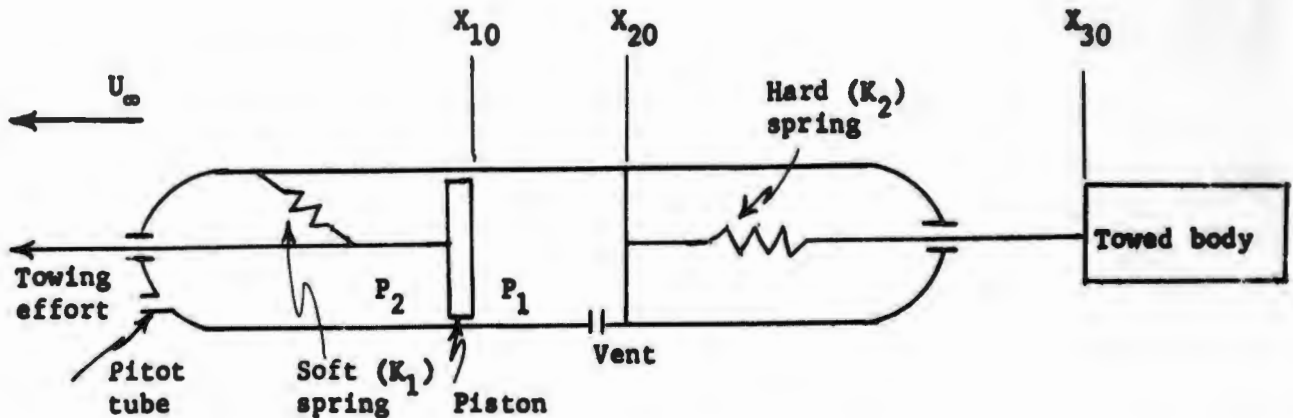 X10
X20
X30
U∞
Hard (K2)
spring
Towed body
Towing
effort
P2
P1
Vent
Pitot
tube
Soft (K1)
spring
Piston